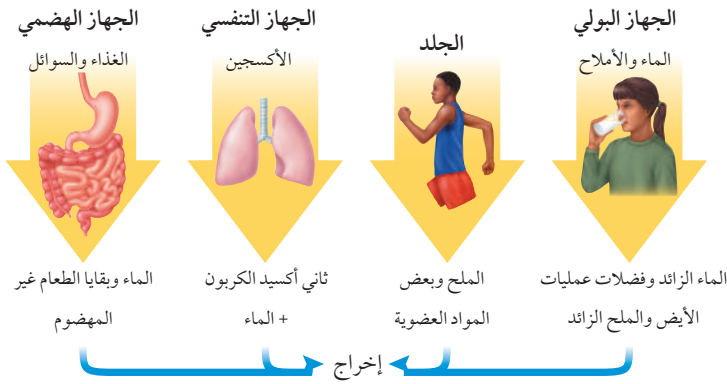 الجهاز البولي
الماء والأملاح
الماء الزائد وفضلات عمليات
الأيض والملح الزائد
الجلد
الملح وبعض
المواد العضوية
الجهاز التنفسي
الأكسجين
ثاني أكسيد الكربون
+ الماء
الجهاز الهضمي
الغذاء والسوائل
الماء وبقايا الطعام غير
المهضوم
إخراج